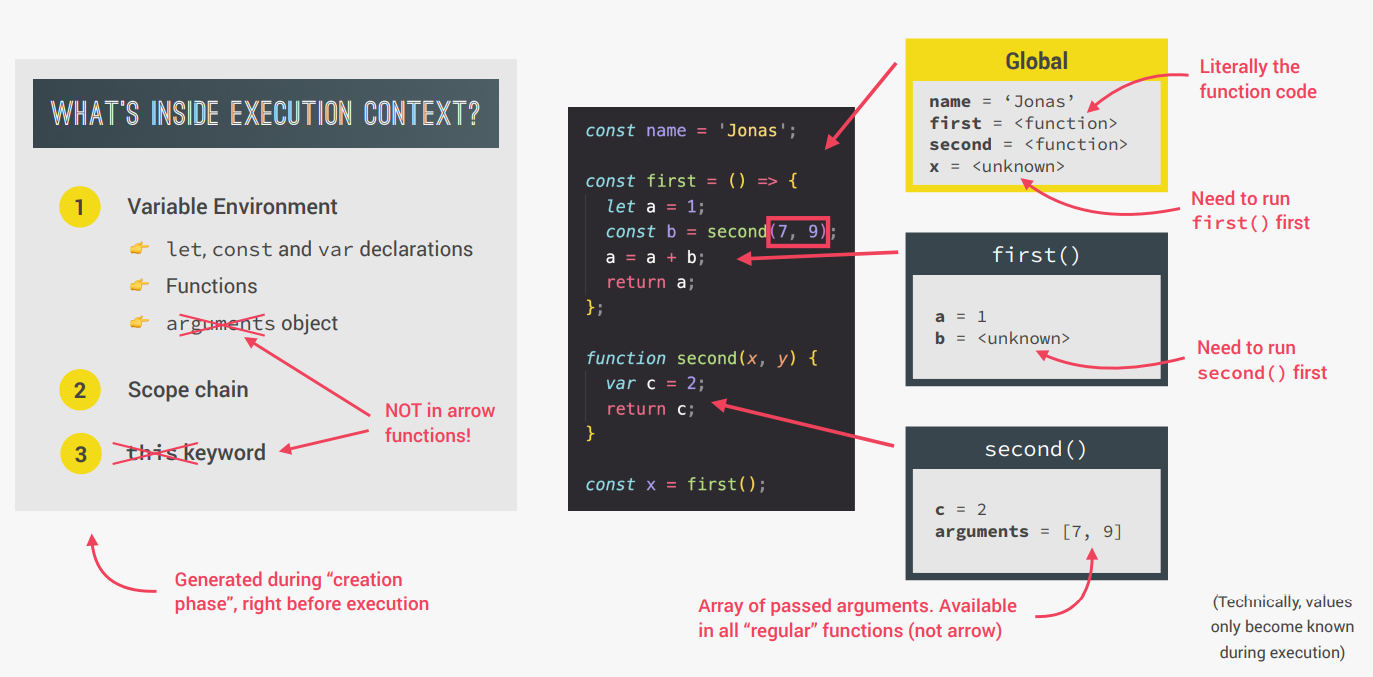 WHAT'S INSIDE EXECUTION CONTEXT?
1 Variable Environment
👉 let, const and var declarations
👉 Functions
👉 arguments object
2 Scope chain
3 this keyword
NOT in arrow
functions!
Generated during “creation
phase”, right before execution
const name = 'Jonas';
const first = () => {
let a = 1;
const b = second(7, 9);
a = a + b;
return a;
};
function second(x, y) {
var c = 2;
return c;
}
const x = first();
Global
name = ‘Jonas’
first = <function>
second = <function>
x = <unknown>
Literally the
function code
Need to run
first() first
first()
a = 1
b = <unknown>
Need to run
second() first
second()
c = 2
arguments = [7, 9]
Array of passed arguments. Available
in all “regular” functions (not arrow)
(Technically, values
only become known
during execution)